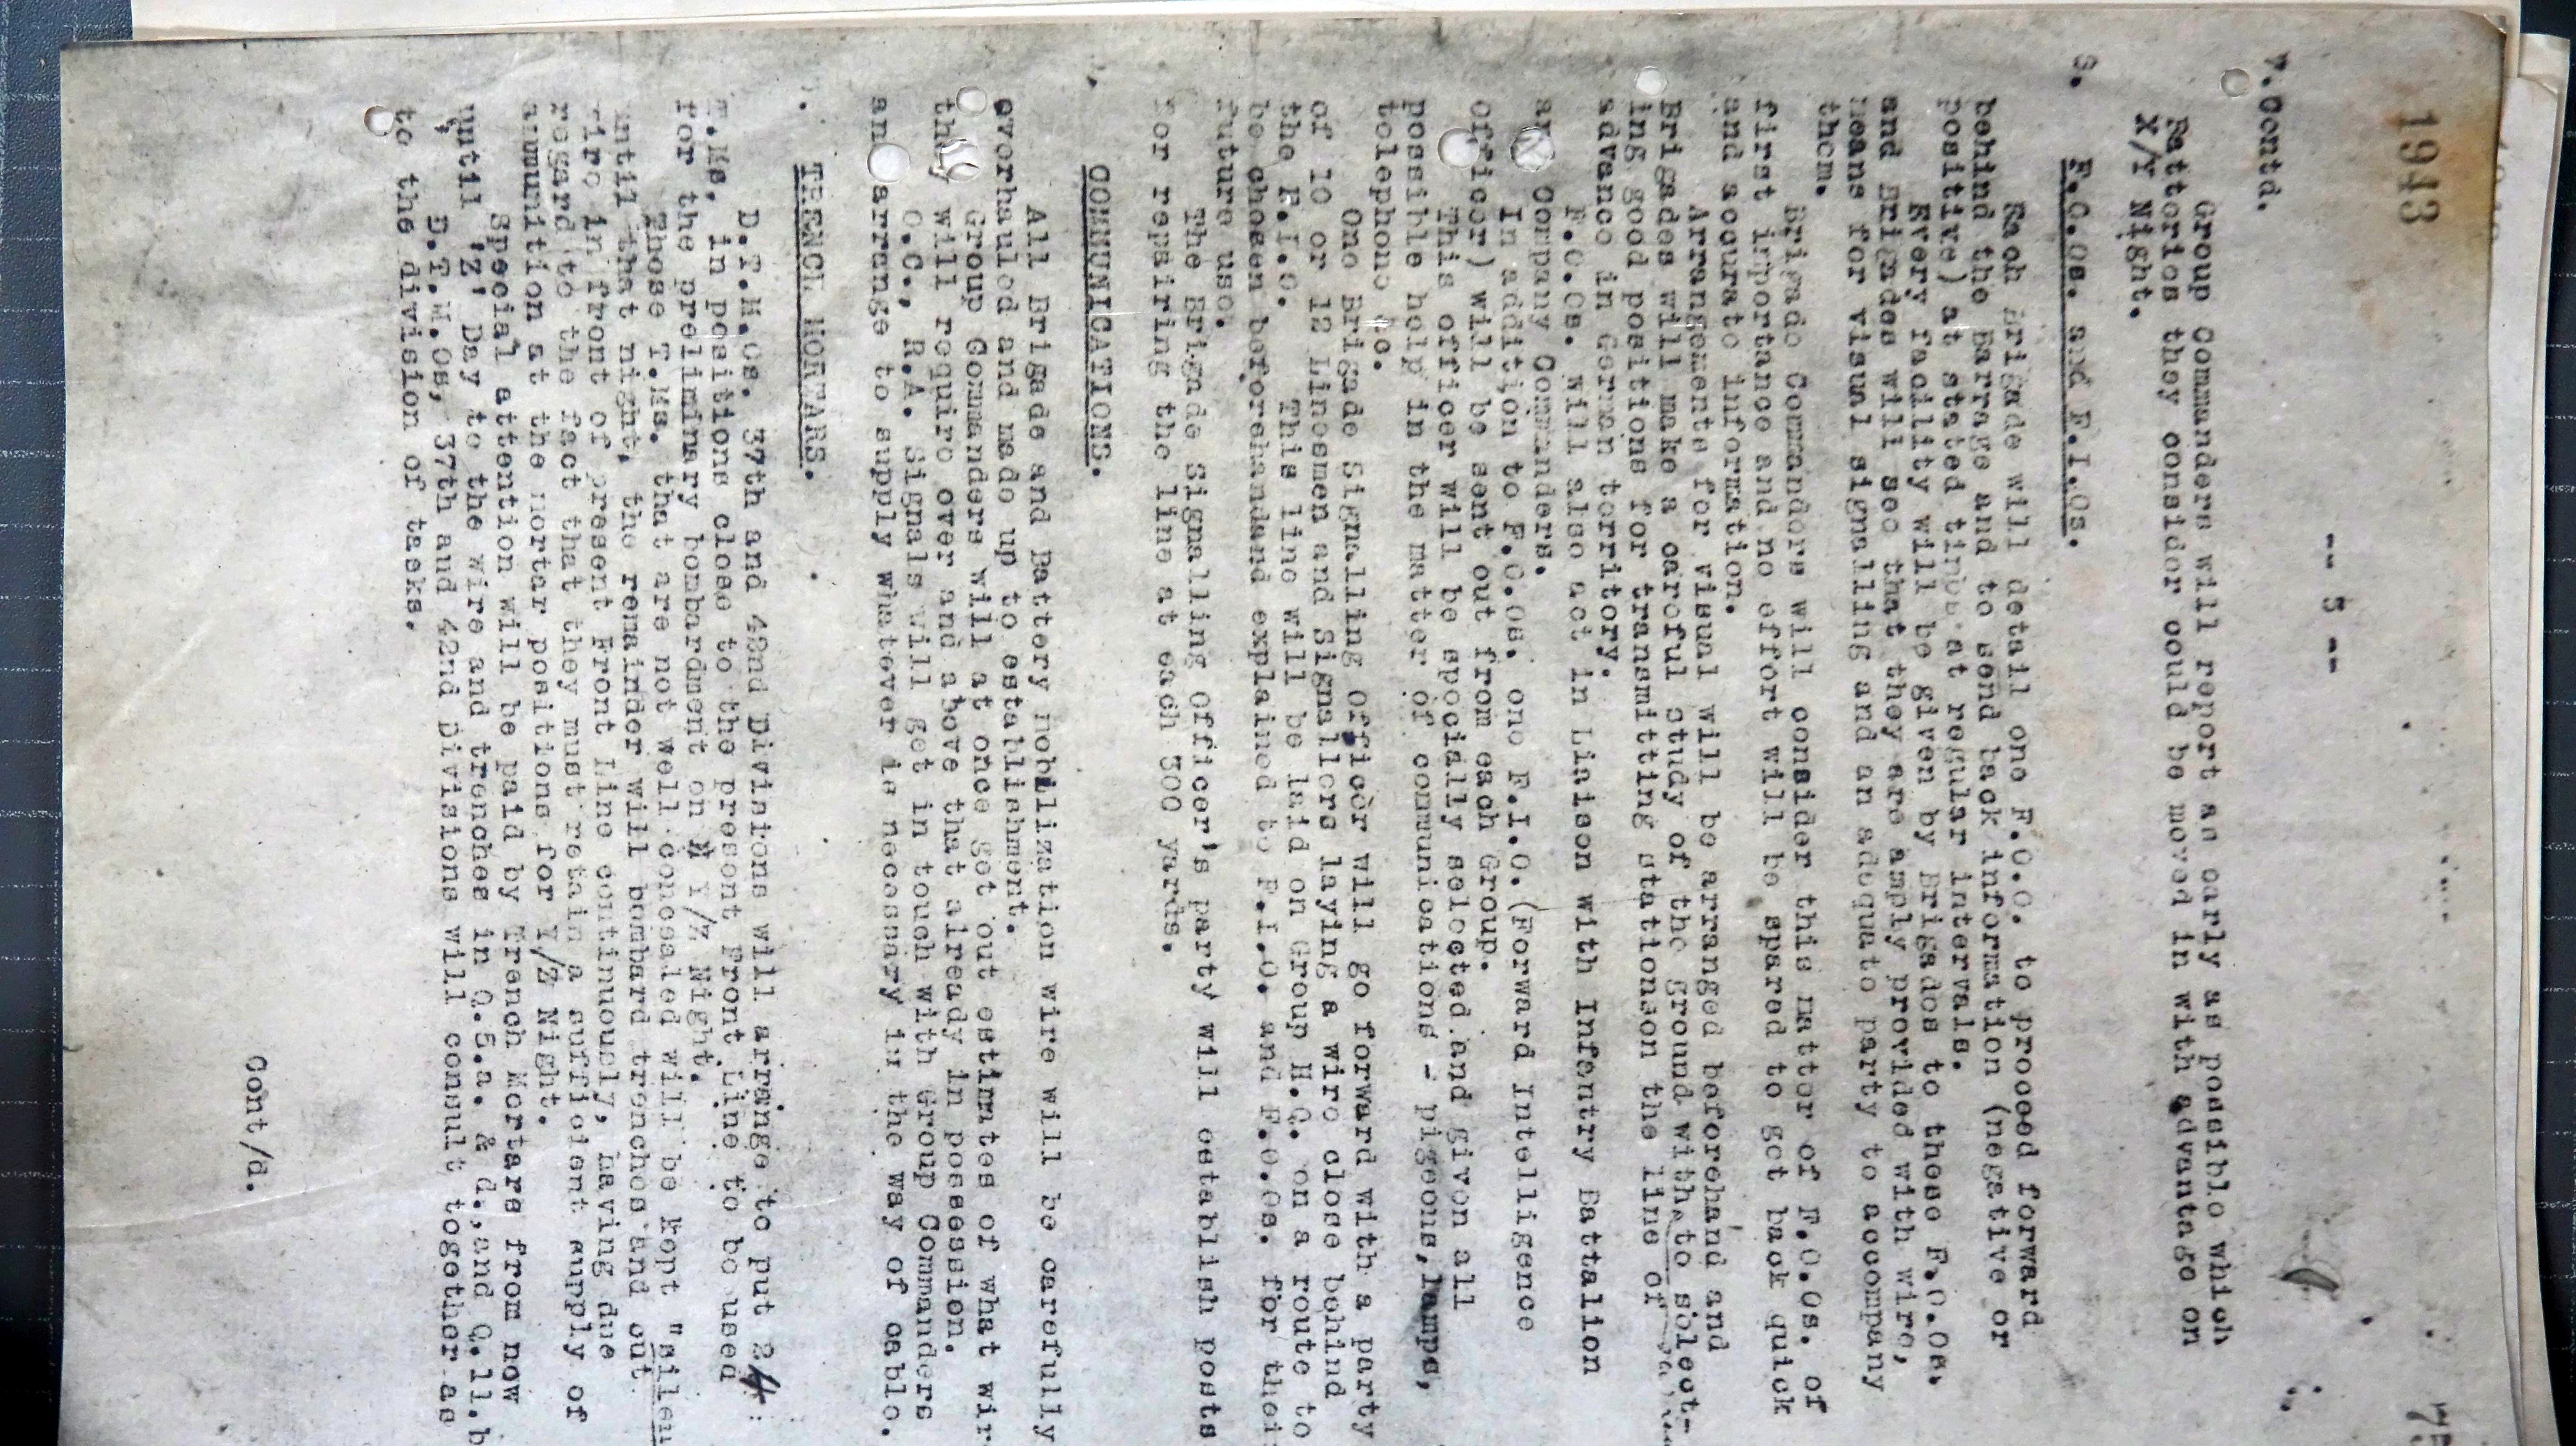 1943
75
-- 5 --
7.Contd.
Group Commanders will report as early as possible which
Batteries they consider could be moved in with advantage on
X/Y Night.
8. F.O.Os. and F.I.Os.
Each Brigade will detail one F.O.O. to proceed forward
behind the Barrage and to send back information (negative or
positive) at stated times at regular intervals.
Every facility will be given by Brigades to these F.O.Os.
and Brigades will see that they are amply provided with wire,
means for visual signalling and an adequate party to accompany
them.
Brigade Commanders will consider this matter of F.O.Os. of
first importance and no effort will be spared to get back quick
and accurate information.
Arrangements for visual will be arranged beforehand and
Brigades will make a careful study of the ground with to select-
ing good positions for transmitting stationson the line of
advance in German territory.
F.O.Os. will also act in Liaison with Infantry Battalion
and Company Commanders.
In addition to F.O.Os. one F.I.O.(Forward Intelligence
Officer) will be sent out from each Group.
This officer will be specially selected and given all
possible help in the matter of communications - pigeons, lamps,
telephone &c.
One Brigade Signalling Officer will go forward with a party
of 10 or 12 Linesmen and Signallers laying a wire close behind
the F.I.O. This line will be laid on Group H.Q. on a route to
be chosen beforehandand explained to F.I.O. and F.O.Os. for their
future use.
The Brigade Signalling Officer's party will establish posts
for repairing the line at each 300 yards.
COMMUNICATIONS.
All Brigade and Battery mobilization wire will be carefully
overhauled and made up to establishment.
Group Commanders will at once get out estimates of what wire
they will require over and above that already in possession.
O.C., R.A. Signals will get in touch with Group Commanders
and arrange to supply whatever is necessary in the way of cable.
TRENCH MORTARS.
D.T.M.Os. 37th and 42nd Divisions will arrange to put 24
T.Ms. in positions close to the present Front Line to be used
for the preliminary bombardment on Y/Z Night.
Those T.Ms. that are not well concealed will be kept "silent
until that night, the remainder will bombard trenches and cut
wire in front of present Front Line continuously, having due
regard to the fact that they must retain a sufficient supply of
ammunition at the mortar positions for Y/Z Night.
Special attention will be paid by Trench Mortars from now
until 'Z' Day to the wire and trenches in Q.5.a. & d.,and Q.11.b
D.T.M.Os, 37th and 42nd Divisions will consult together as
to the division of tasks.
Cont/d.